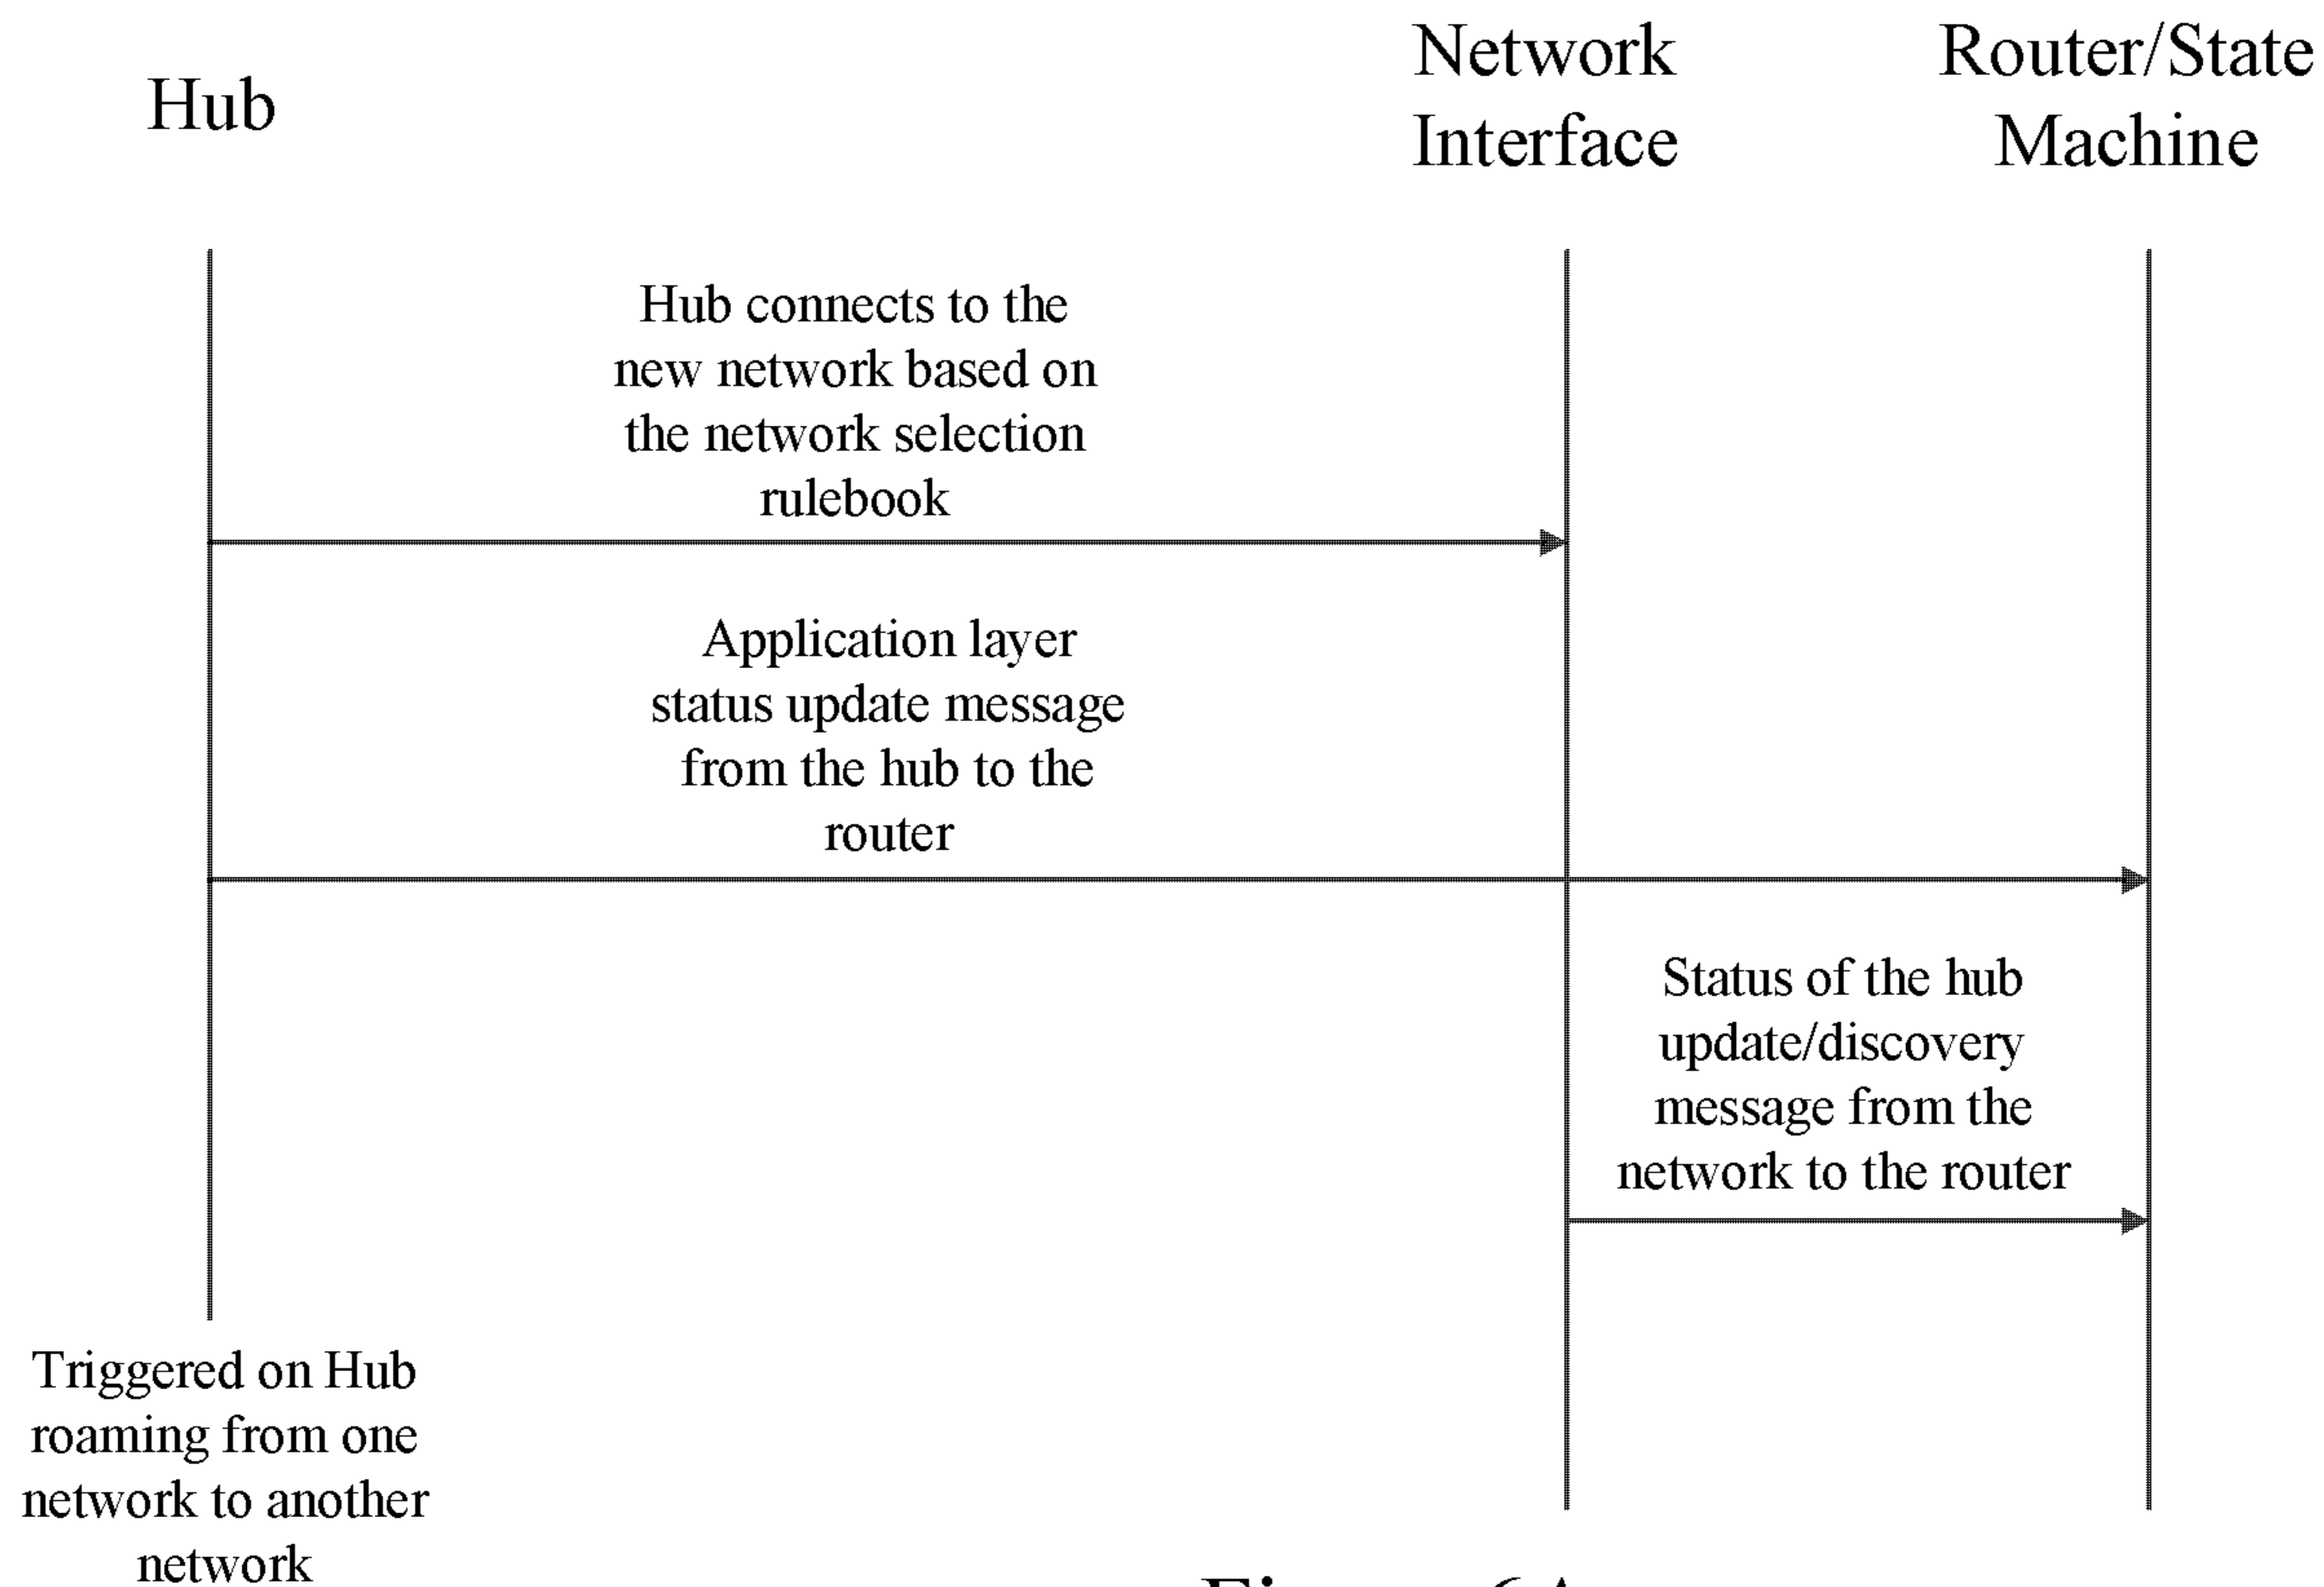 Hub
Network
Interface
Router/State
Machine
Hub connects to the
new network based on
the network selection
rulebook
Application layer
status update message
from the hub to the
router
Status of the hub
update/discovery
message from the
network to the router
Triggered on Hub
roaming from one
network to another
network